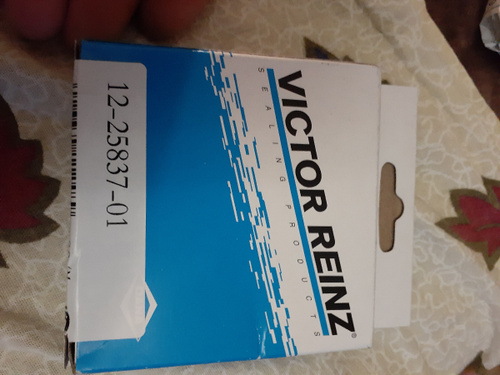 VICTOR REINZ®
SEALING PRODUCTS
12-25837-01